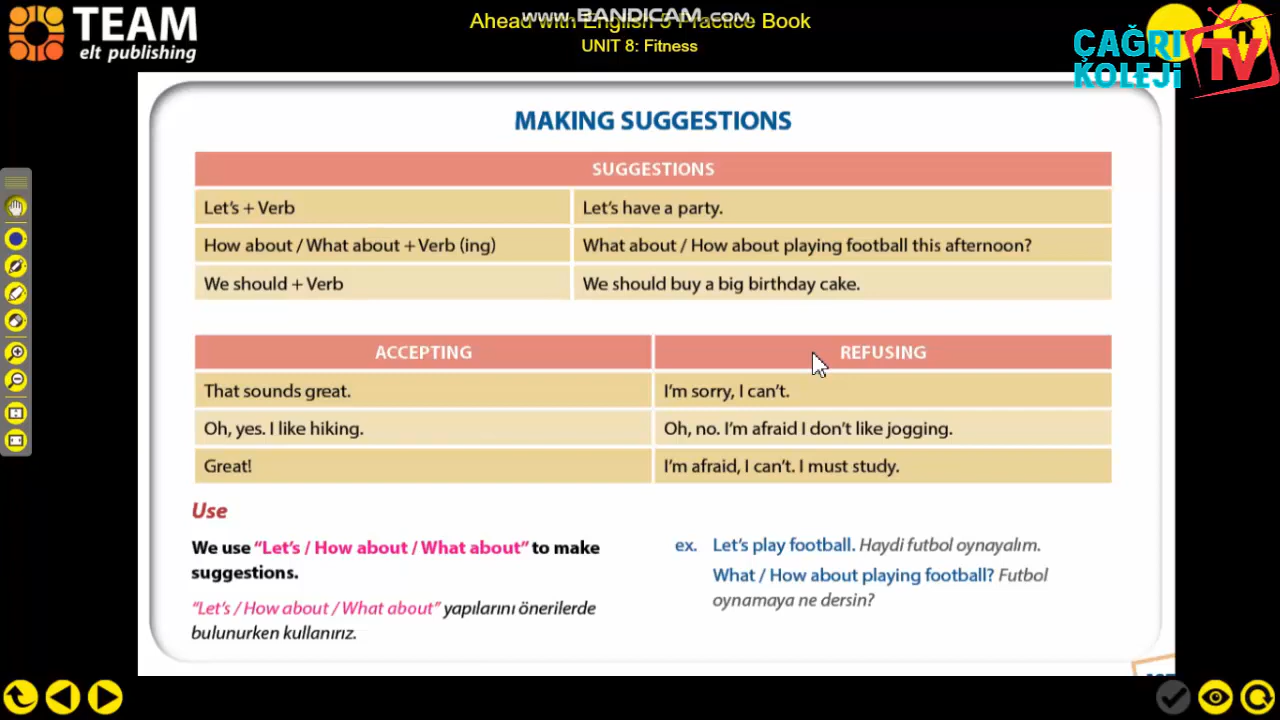 TEAM
elt publishing
Ahead with English 5 Practice Book
www.BANDICAM.com
UNIT 8: Fitness
ÇAĞRI
KOLEJi
TV
MAKING SUGGESTIONS
SUGGESTIONS
Let's + Verb
Let's have a party.
How about / What about + Verb (ing)
What about / How about playing football this afternoon?
We should + Verb
We should buy a big birthday cake.
ACCEPTING
REFUSING
That sounds great.
I'm sorry, I can't.
Oh, yes. I like hiking.
Oh, no. I'm afraid I don't like jogging.
Great!
I'm afraid, I can't. I must study.
Use
We use “Let's / How about / What about” to make
suggestions.
“Let's / How about / What about” yapılarını önerilerde
bulunurken kullanırız.
ex. Let's play football. Haydi futbol oynayalım.
What / How about playing football? Futbol
oynamaya ne dersin?